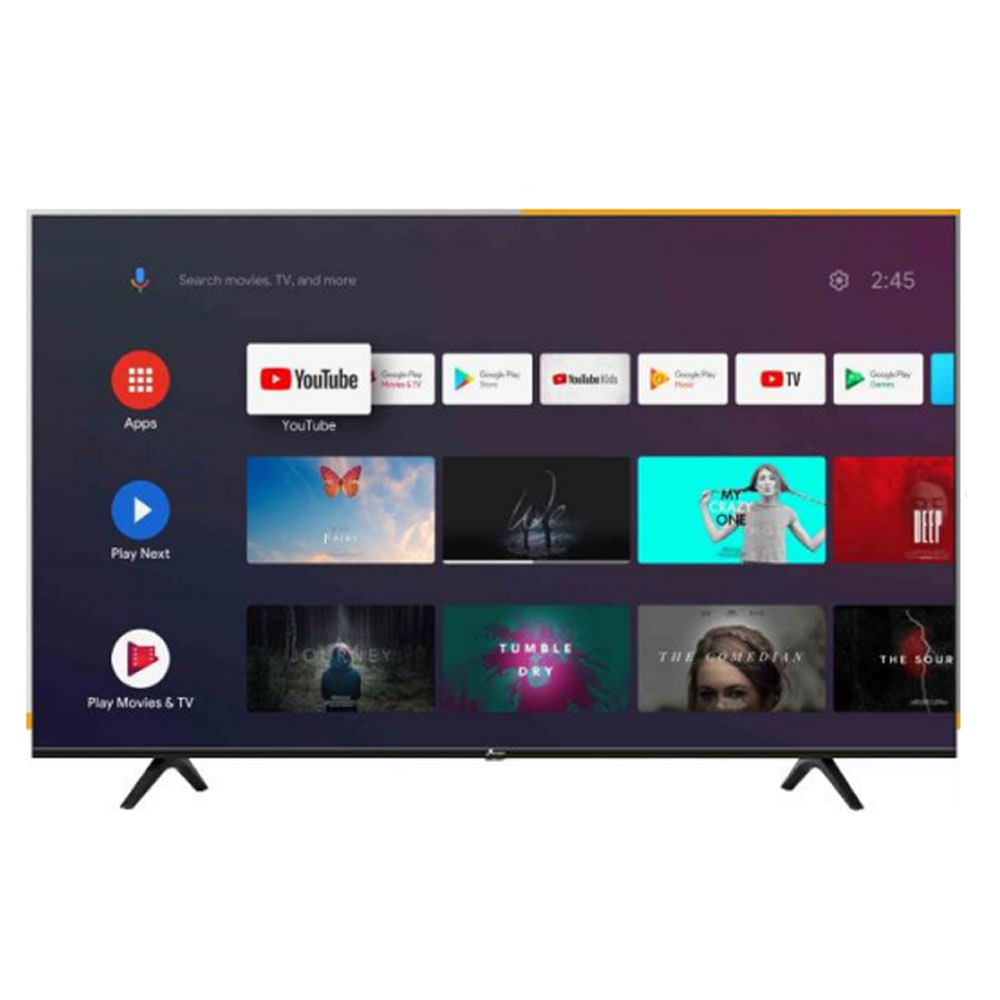 Search movies, TV, and more
2:45
YouTube
Google Play
Movies & TV
Google Play
Store
YouTube Kids
Google Play
Music
TV
Google Play
Games
Apps
YouTube
FAIRY
MY
CRAZY
ONE
DEEP
Play Next
JOURNEY
TUMBLE
DRY
THE COMEDIAN
THE SOUR
Play Movies & TV